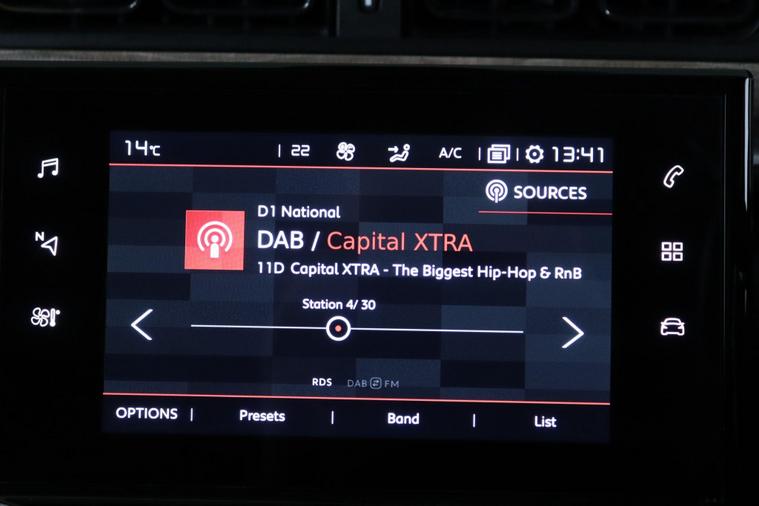 14°C | 22 A/C | | 13:41
SOURCES
D1 National
DAB / Capital XTRA
11D Capital XTRA - The Biggest Hip-Hop & RnB
Station 4/ 30
N
RDS DAB FM
OPTIONS | Presets | Band | List